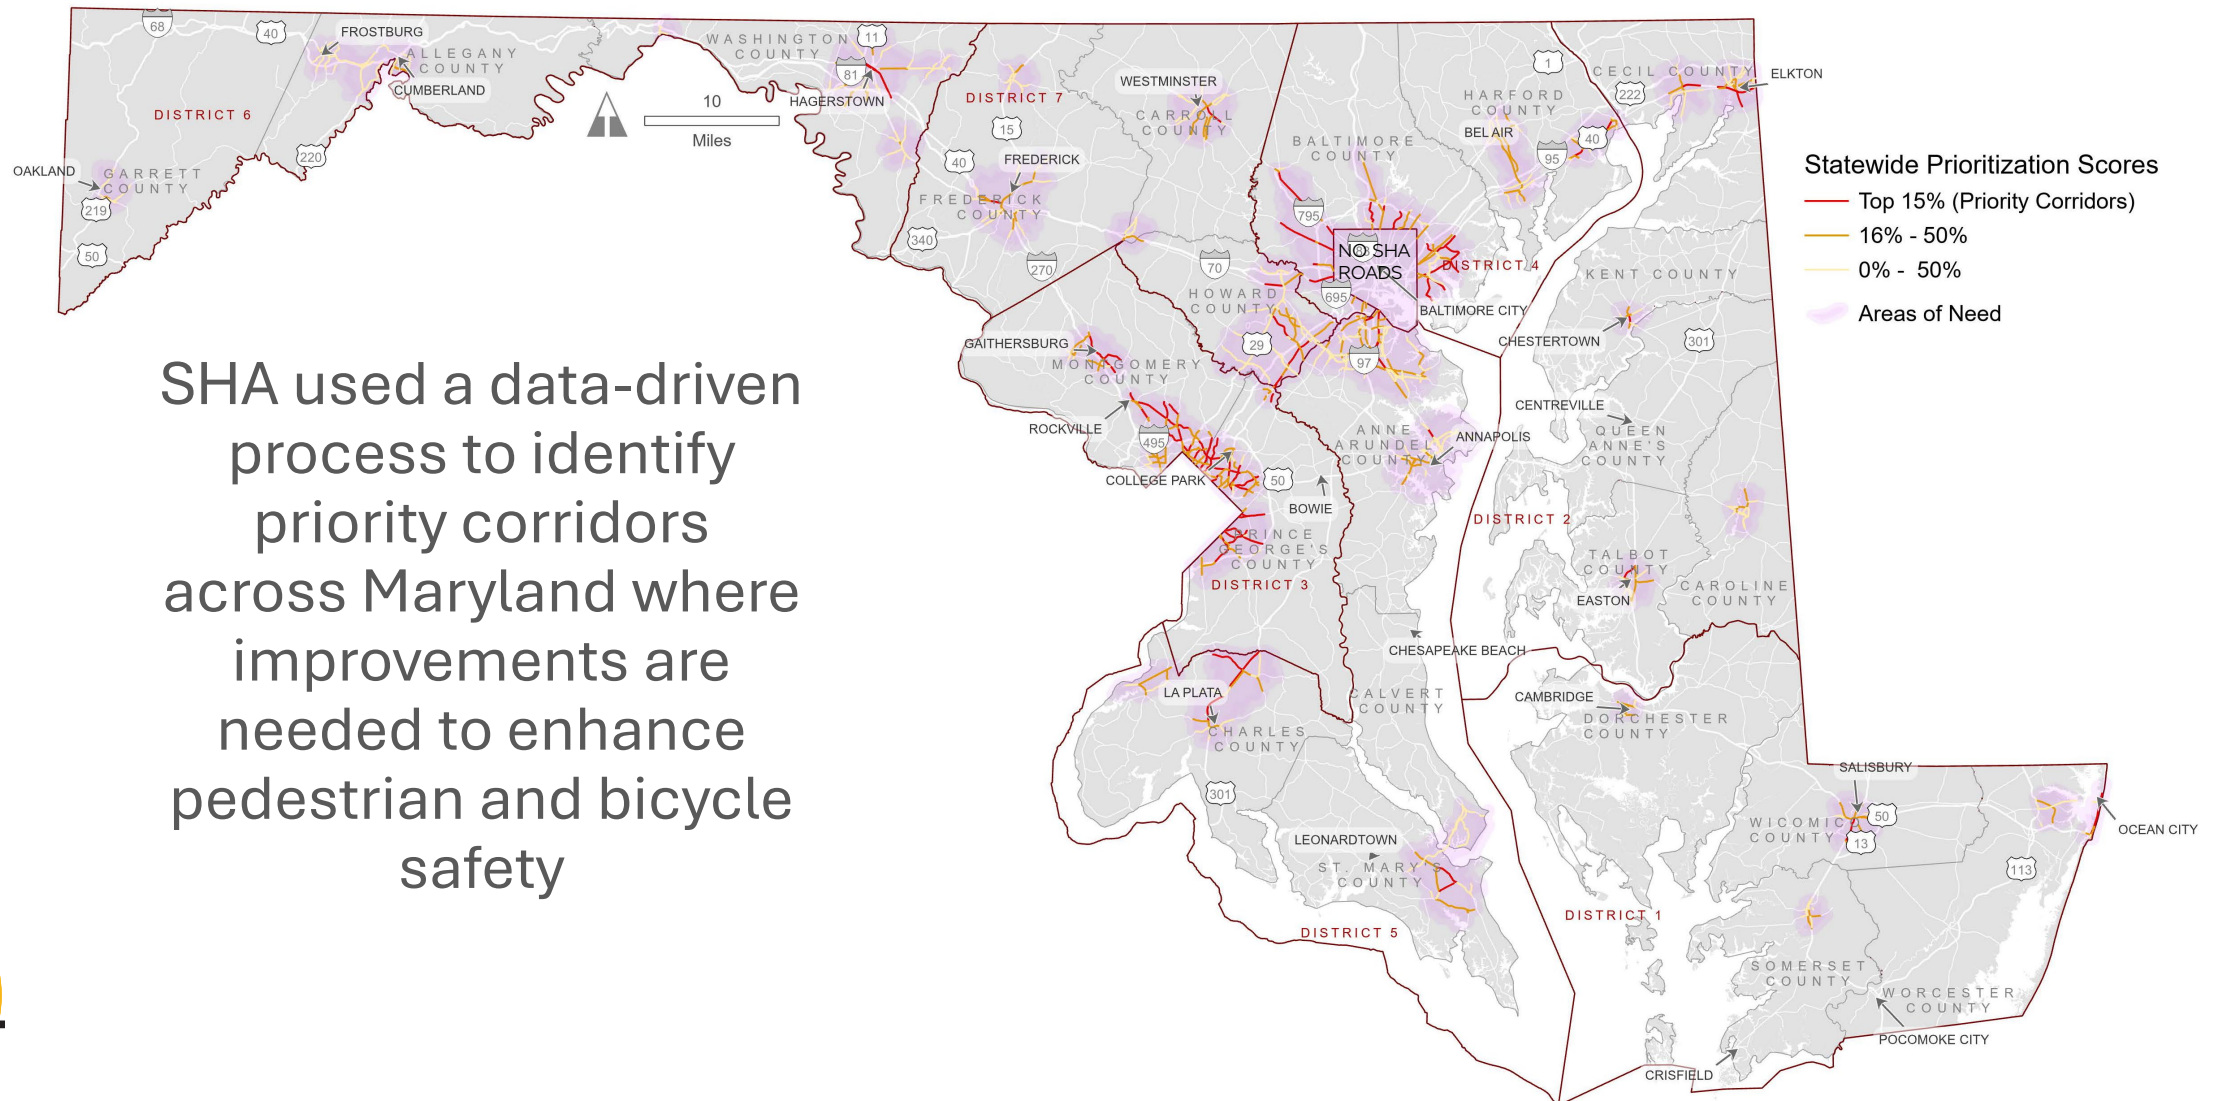 SHA used a data-driven
process to identify
priority corridors
across Maryland where
improvements are
needed to enhance
pedestrian and bicycle
safety
Statewide Prioritization Scores
Top 15% (Priority Corridors)
16% - 50%
0% - 50%
Areas of Need
10
Miles
68
40
FROSTBURG
ALLEGANY
COUNTY
CUMBERLAND
DISTRICT 6
220
OAKLAND
GARRETT
COUNTY
219
50
WASHINGTON
COUNTY
11
81
HAGERSTOWN
DISTRICT 7
15
40
FREDERICK
FREDERICK
COUNTY
340
270
WESTMINSTER
CARROLL
COUNTY
70
BALTIMORE
COUNTY
795
83
NO SHA
ROADS
695
DISTRICT 4
BALTIMORE CITY
1
CECIL COUNTY
ELKTON
222
HARFORD
COUNTY
BEL AIR
40
95
HOWARD
COUNTY
29
97
GAITHERSBURG
MONTGOMERY
COUNTY
ROCKVILLE
495
COLLEGE PARK
50
BOWIE
PRINCE
GEORGE'S
COUNTY
DISTRICT 3
ANNE
ARUNDEL
COUNTY
ANNAPOLIS
KENT COUNTY
CHESTERTOWN
301
CENTREVILLE
QUEEN
ANNE'S
COUNTY
DISTRICT 2
TALBOT
COUNTY
EASTON
CAROLINE
COUNTY
CHESAPEAKE BEACH
CALVERT
COUNTY
LA PLATA
CHARLES
COUNTY
301
LEONARDTOWN
ST. MARY'S
COUNTY
DISTRICT 5
CAMBRIDGE
DORCHESTER
COUNTY
SALISBURY
50
WICOMICO
COUNTY
13
OCEAN CITY
113
DISTRICT 1
SOMERSET
COUNTY
WORCESTER
COUNTY
POCOMOKE CITY
CRISFIELD